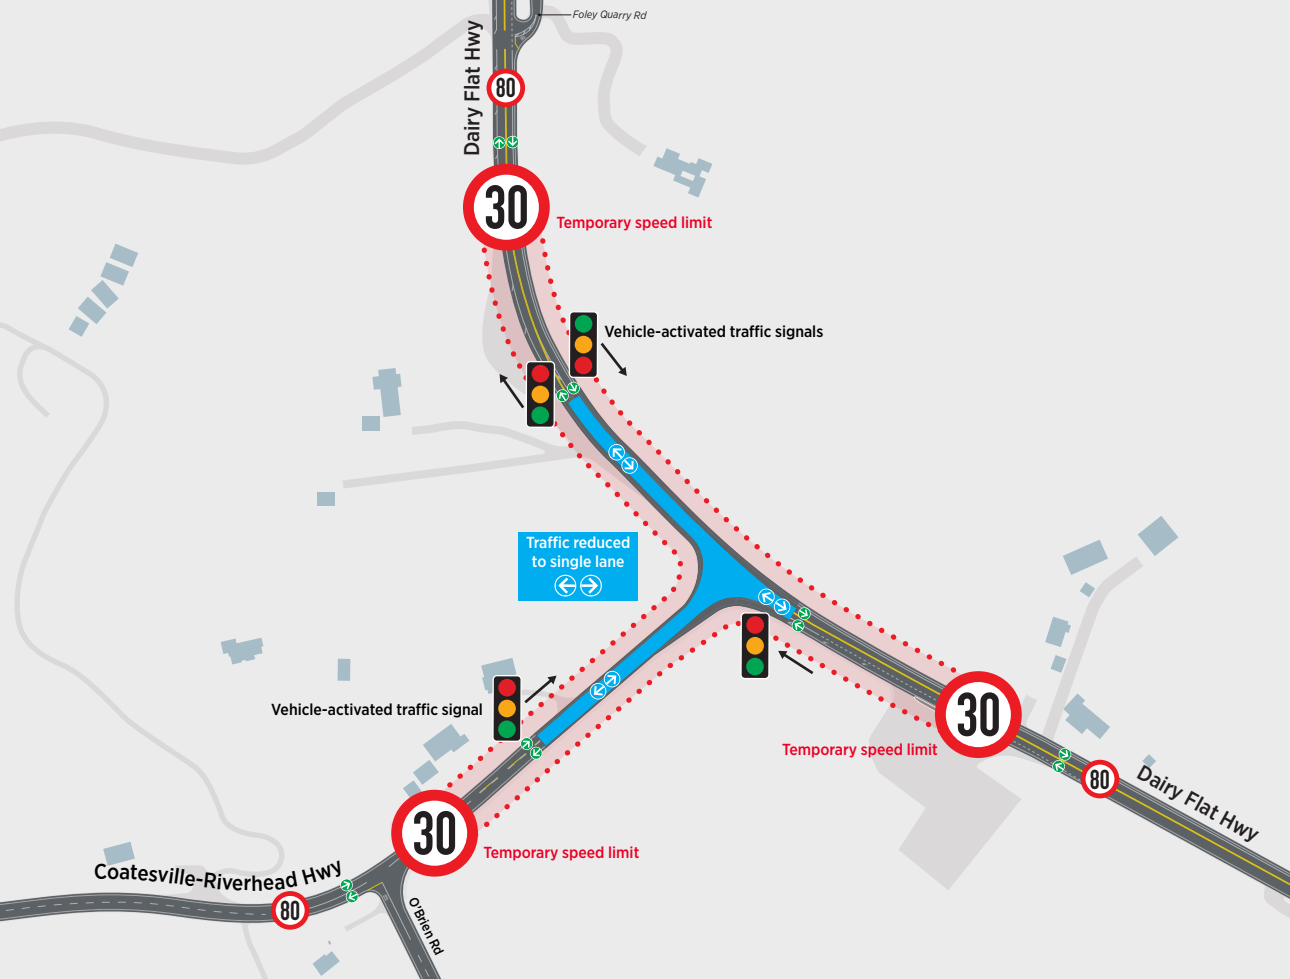 Foley Quarry Rd
Dairy Flat Hwy
80
30
Temporary speed limit
Vehicle-activated traffic signals
Traffic reduced
to single lane
Vehicle-activated traffic signal
30
Temporary speed limit
80
Dairy Flat Hwy
30
Temporary speed limit
Coatesville-Riverhead Hwy
80
O'Brien Rd